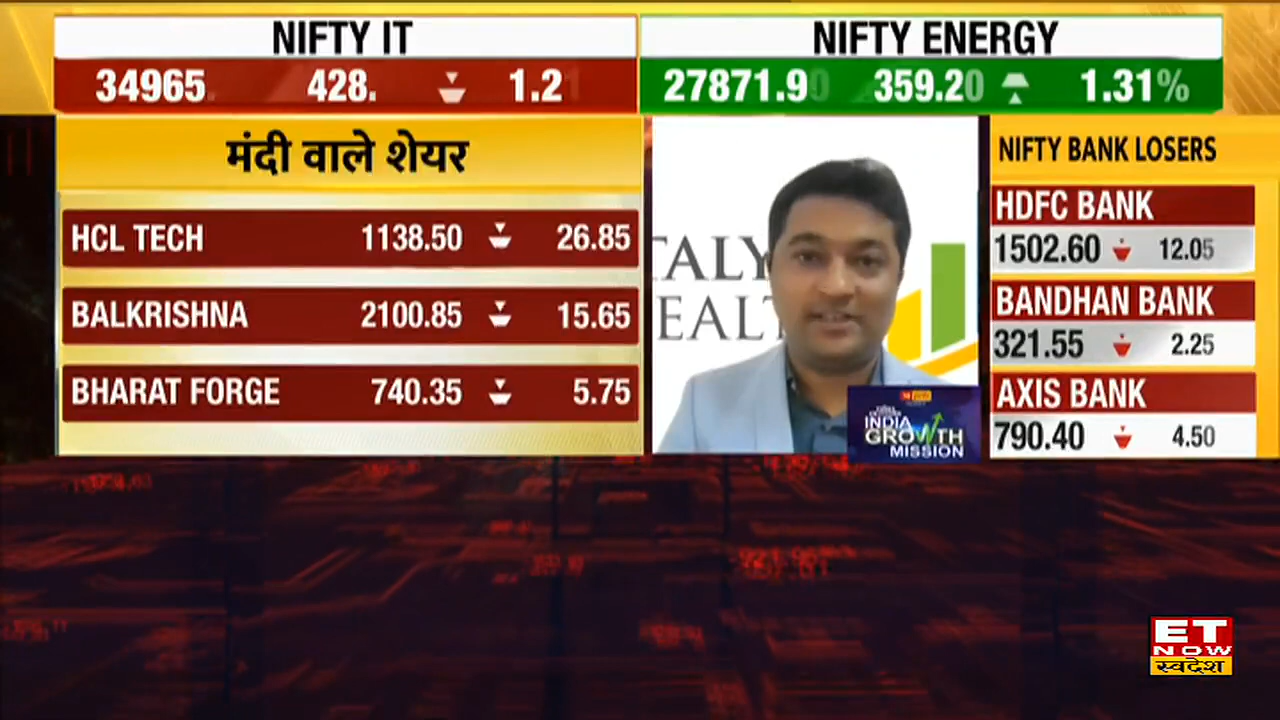 NIFTY IT
34965. 428. 1.2
NIFTY ENERGY
27871.90 359.20 1.31%
मंदी वाले शेयर
HCL TECH 1138.50 26.85
BALKRISHNA 2100.85 15.65
BHARAT FORGE 740.35 5.75
TALY
EALT
INDIA
GROWTH
MISSION
NIFTY BANK LOSERS
HDFC BANK
1502.60 12.05
BANDHAN BANK
321.55 2.25
AXIS BANK
790.40 4.50
ET
NOW
स्वदेश